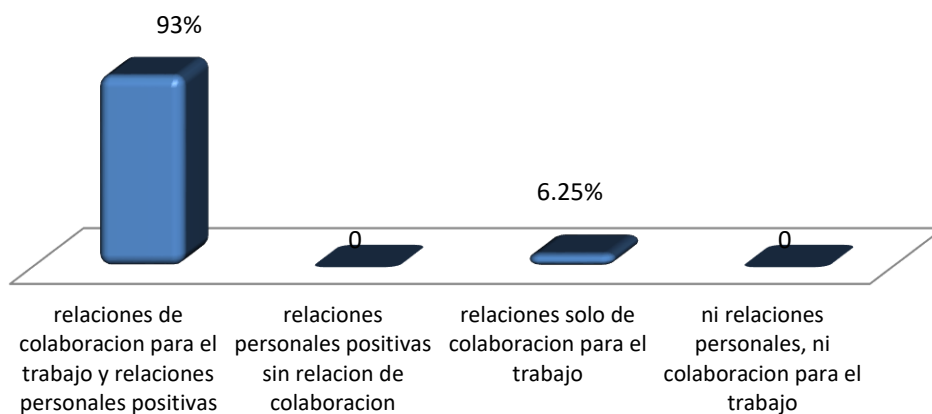 93%
0
6.25%
0
relaciones de
colaboracion para el
trabajo y relaciones
personales positivas
relaciones
personales positivas
sin relacion de
colaboracion
relaciones solo de
colaboracion para el
trabajo
ni relaciones
personales, ni
colaboracion para el
trabajo